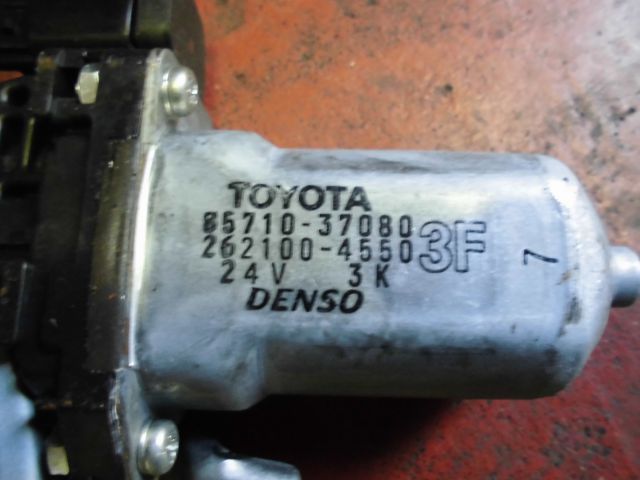 TOYOTA
85710-37080
262100-4550 3F
24V 3K
DENSO
7